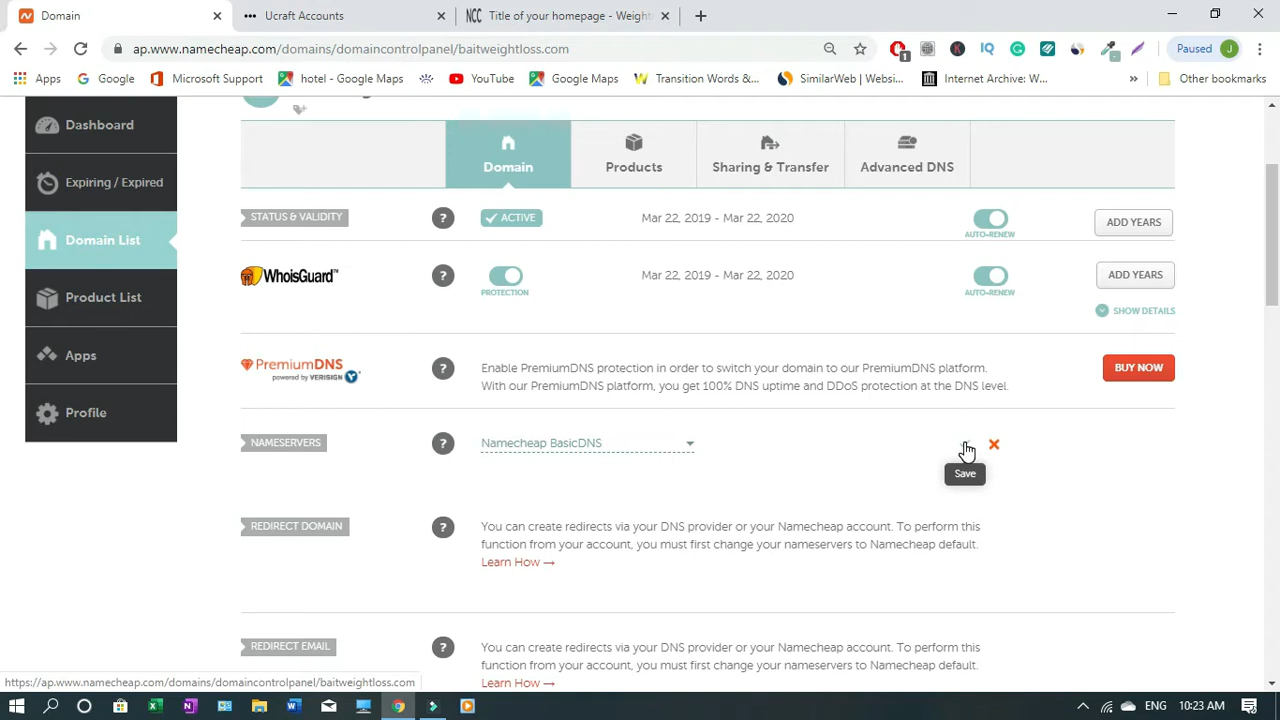 Domain
Ucraft Accounts
NCC Title of your homepage - Weight
ap.namecheap.com/domains/domaincontrolpanel/baitweightloss.com
Paused J
Apps
Google
Microsoft Support
hotel - Google Maps
YouTube
Google Maps
Transition Words &...
SimilarWeb | Websi...
Internet Archive: W...
»
Other bookmarks
Dashboard
Expiring / Expired
Domain List
Product List
Apps
Profile
Domain
Products
Sharing & Transfer
Advanced DNS
STATUS & VALIDITY
?
ACTIVE
Mar 22, 2019 - Mar 22, 2020
AUTO-RENEW
ADD YEARS
WhoisGuard™
?
PROTECTION
Mar 22, 2019 - Mar 22, 2020
AUTO-RENEW
ADD YEARS
SHOW DETAILS
PremiumDNS
powered by VERISIGN
?
Enable PremiumDNS protection in order to switch your domain to our PremiumDNS platform.
With our PremiumDNS platform, you get 100% DNS uptime and DDoS protection at the DNS level.
BUY NOW
NAMESERVERS
?
Namecheap BasicDNS
Save
REDIRECT DOMAIN
?
You can create redirects via your DNS provider or your Namecheap account. To perform this
function from your account, you must first change your nameservers to Namecheap default.
Learn How →
REDIRECT EMAIL
?
You can create redirects via your DNS provider or your Namecheap account. To perform this
function from your account, you must first change your nameservers to Namecheap default.
Learn How →
https://ap.namecheap.com/domains/domaincontrolpanel/baitweightloss.com
10:23 AM